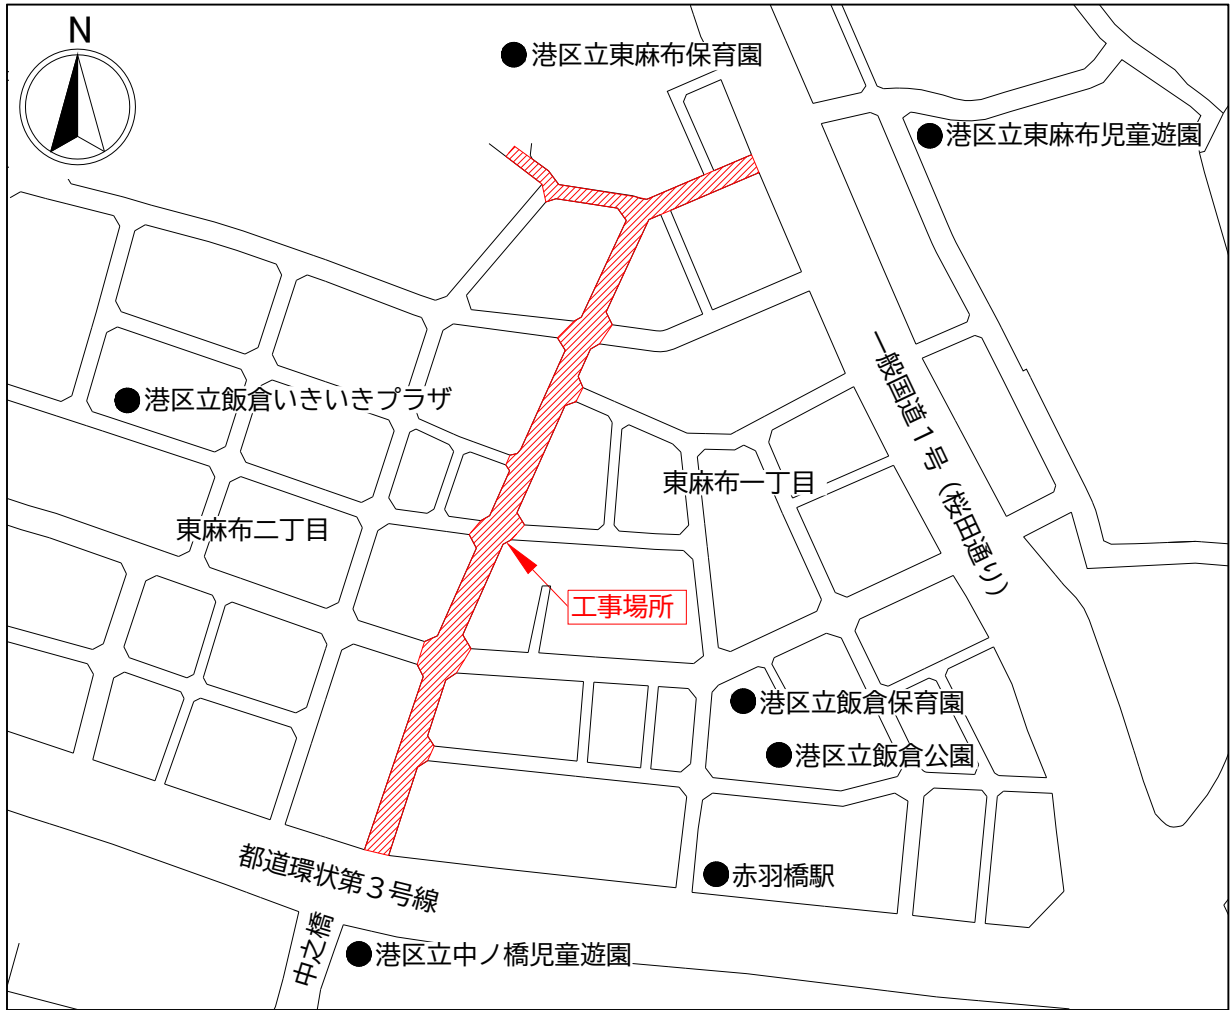 N
港区立東麻布保育園
港区立東麻布児童遊園
一般国道1号（桜田通り）
港区立飯倉いきいきプラザ
東麻布一丁目
東麻布二丁目
工事場所
港区立飯倉保育園
港区立飯倉公園
都道環状第3号線
赤羽橋駅
中之橋
港区立中ノ橋児童遊園